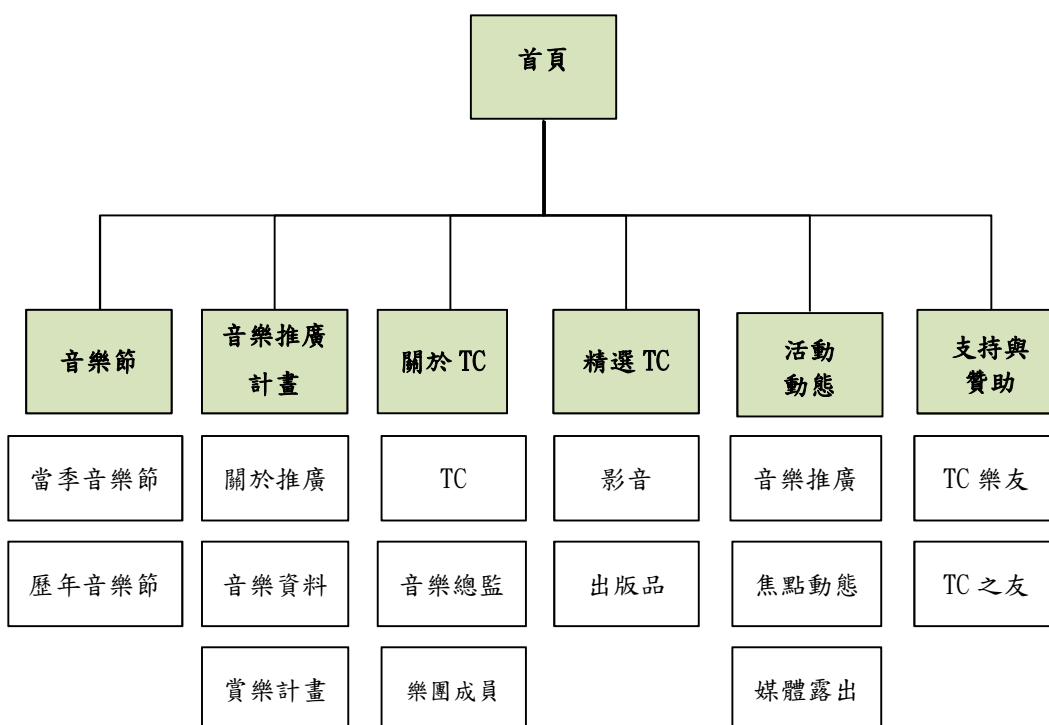 首頁
音樂節
音樂推廣
計畫
關於 TC
精選 TC
活動
動態
支持與
贊助
當季音樂節
關於推廣
TC
影音
音樂推廣
TC 樂友
歷年音樂節
音樂資料
音樂總監
出版品
焦點動態
TC 之友
賞樂計畫
樂團成員
媒體露出